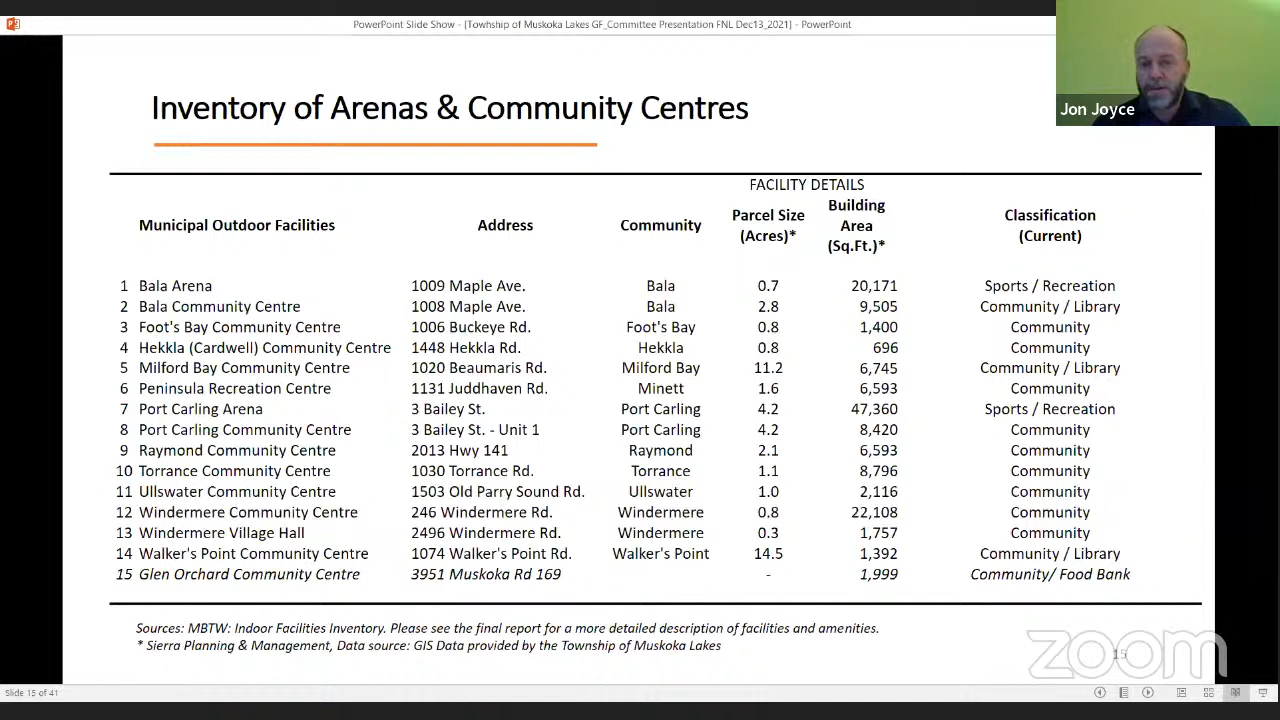 PowerPoint Slide Show - [Towhship of Muskoka Lakes GF_Committee Presentation FNL Dec13_2021] - PowerPoint
Jon Joyce
Inventory of Arenas & Community Centres
FACILITY DETAILS
Municipal Outdoor Facilities Address Community Parcel Size (Acres)* Building Area (Sq.Ft.)* Classification (Current)
1 Bala Arena 1009 Maple Ave. Bala 0.7 20,171 Sports / Recreation
2 Bala Community Centre 1008 Maple Ave. Bala 2.8 9,505 Community / Library
3 Foot's Bay Community Centre 1006 Buckeye Rd. Foot's Bay 0.8 1,400 Community
4 Hekkla (Cardwell) Community Centre 1448 Hekkla Rd. Hekkla 0.8 696 Community
5 Milford Bay Community Centre 1020 Beaumaris Rd. Milford Bay 11.2 6,745 Community / Library
6 Peninsula Recreation Centre 1131 Juddhaven Rd. Minett 1.6 6,593 Community
7 Port Carling Arena 3 Bailey St. Port Carling 4.2 47,360 Sports / Recreation
8 Port Carling Community Centre 3 Bailey St. - Unit 1 Port Carling 4.2 8,420 Community
9 Raymond Community Centre 2013 Hwy 141 Raymond 2.1 6,593 Community
10 Torrance Community Centre 1030 Torrance Rd. Torrance 1.1 8,796 Community
11 Ullswater Community Centre 1503 Old Parry Sound Rd. Ullswater 1.0 2,116 Community
12 Windermere Community Centre 246 Windermere Rd. Windermere 0.8 22,108 Community
13 Windermere Village Hall 2496 Windermere Rd. Windermere 0.3 1,757 Community
14 Walker's Point Community Centre 1074 Walker's Point Rd. Walker's Point 14.5 1,392 Community / Library
15 Glen Orchard Community Centre 3951 Muskoka Rd 169 - 1,999 Community/ Food Bank
Sources: MBTW: Indoor Facilities Inventory. Please see the final report for a more detailed description of facilities and amenities.
* Sierra Planning & Management, Data source: GIS Data provided by the Township of Muskoka Lakes
zoom
15
Slide 15 of 41